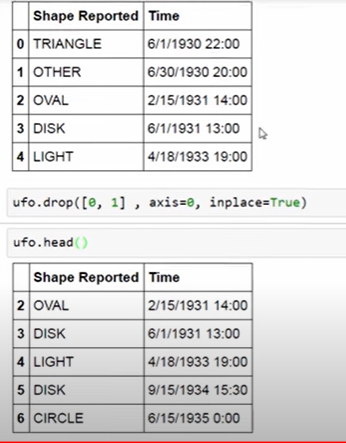 Shape Reported Time
0 TRIANGLE 6/1/1930 22:00
1 OTHER 6/30/1930 20:00
2 OVAL 2/15/1931 14:00
3 DISK 6/1/1931 13:00
4 LIGHT 4/18/1933 19:00
ufo.drop([0, 1] , axis=0, inplace=True)
ufo.head()
Shape Reported Time
2 OVAL 2/15/1931 14:00
3 DISK 6/1/1931 13:00
4 LIGHT 4/18/1933 19:00
5 DISK 9/15/1934 15:30
6 CIRCLE 6/15/1935 0:00